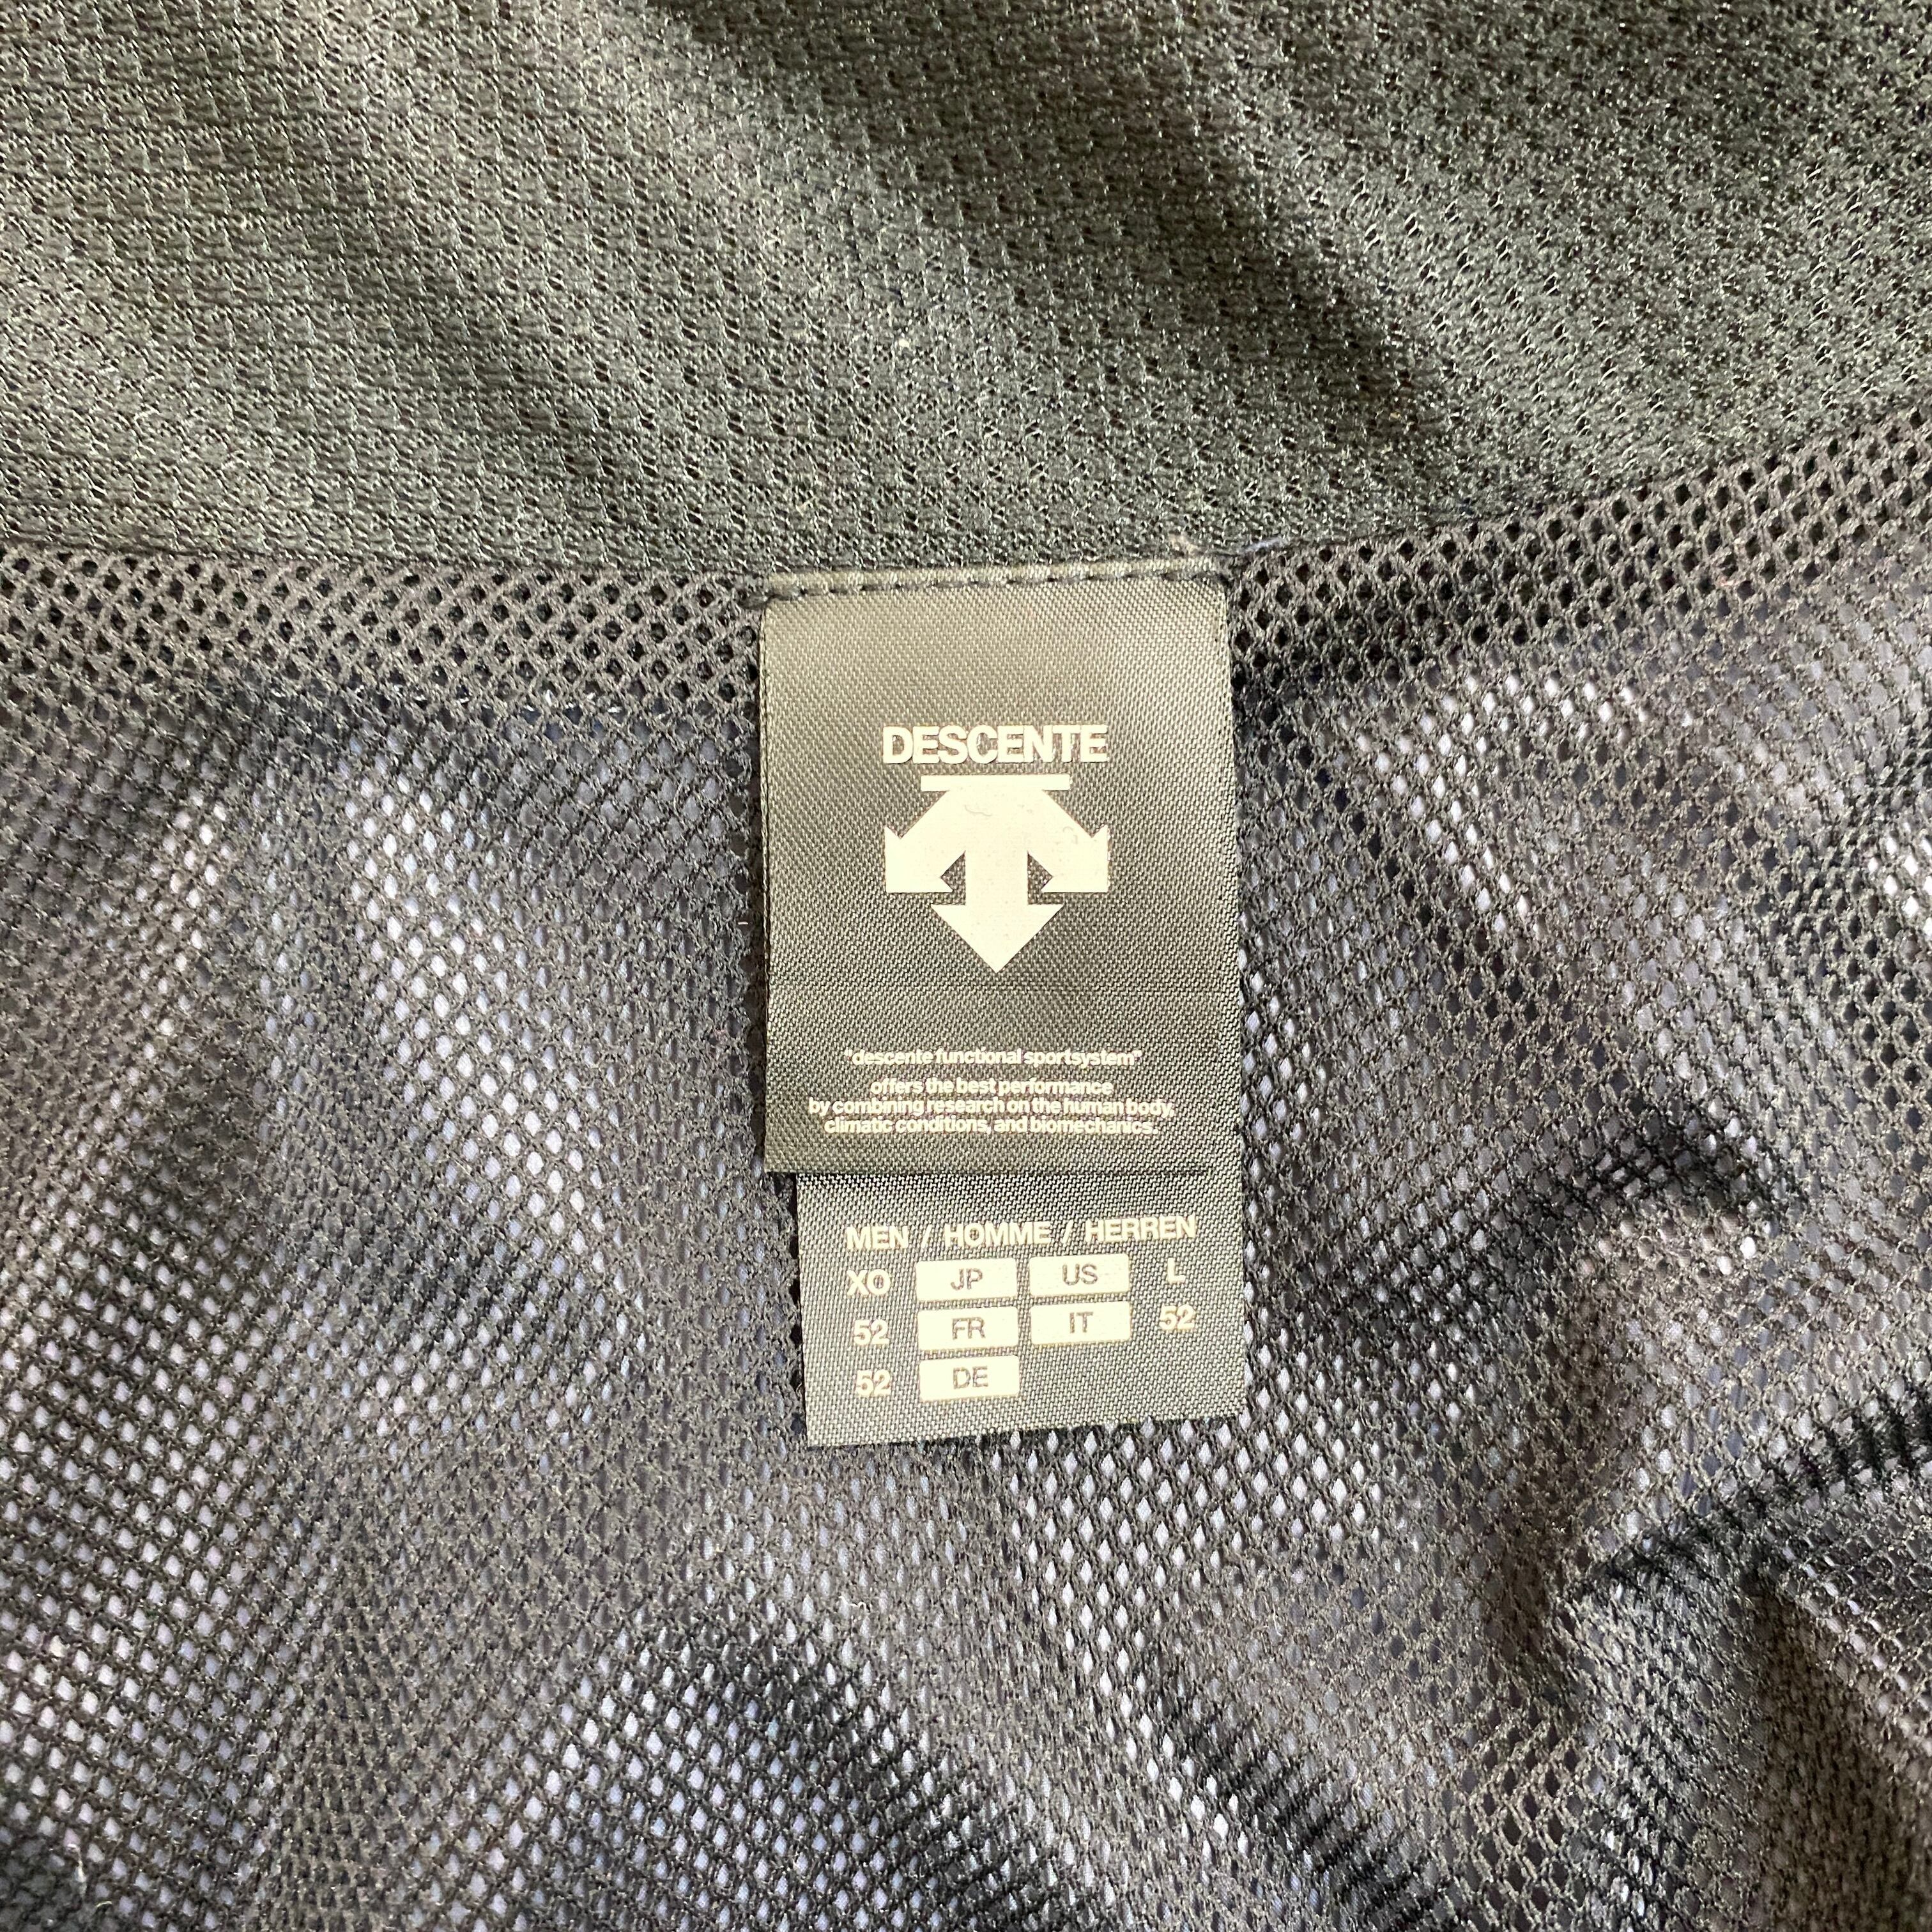 DESCENTE
"descente functional sportsystem"
offers the best performance
by combining research on the human body,
climatic conditions, and biomechanics.
MEN / HOMME / HERREN
XO JP US L
52 FR IT 52
52 DE